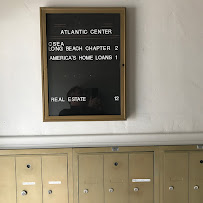 ATLANTIC CENTER
CSEA
LONG BEACH CHAPTER 2
AMERICA'S HOME LOANS 1
REAL ESTATE 12